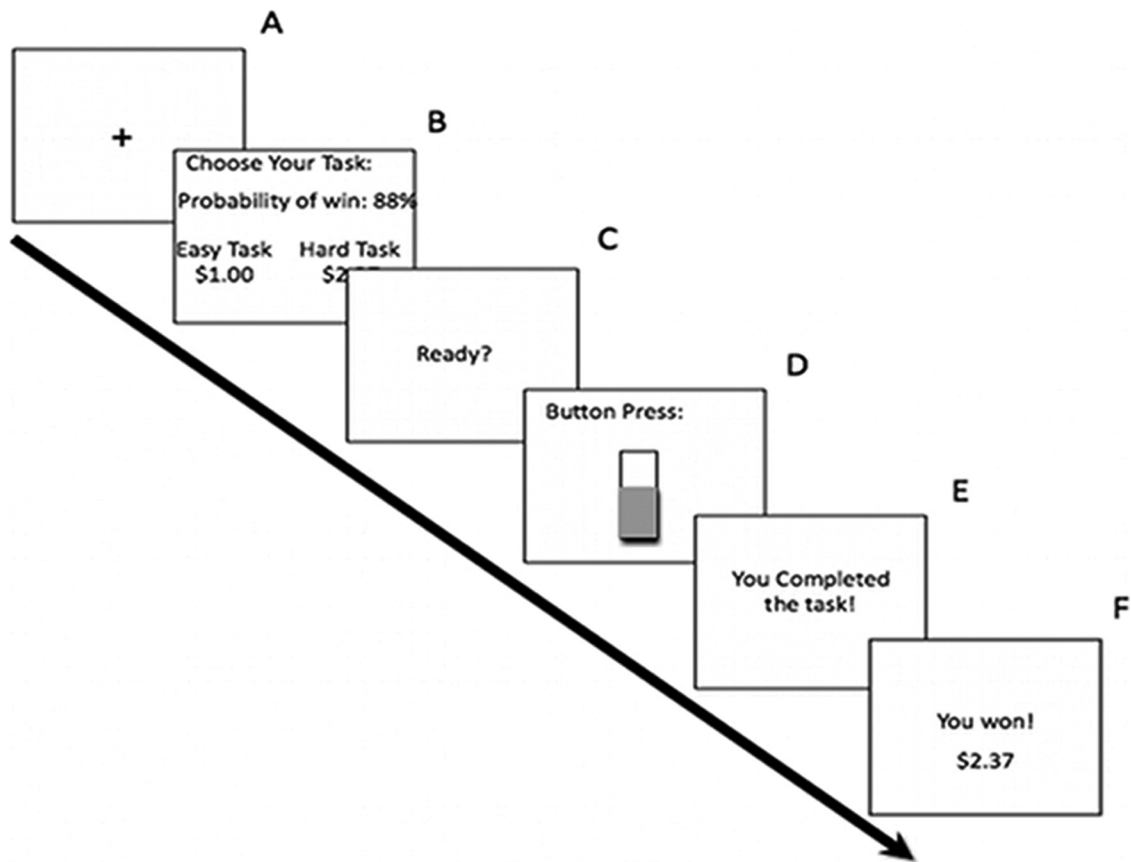 A
+
B
Choose Your Task:
Probability of win: 88%
Easy Task Hard Task
$1.00
C
Ready?
D
Button Press:
E
You Completed
the task!
F
You won!
$2.37